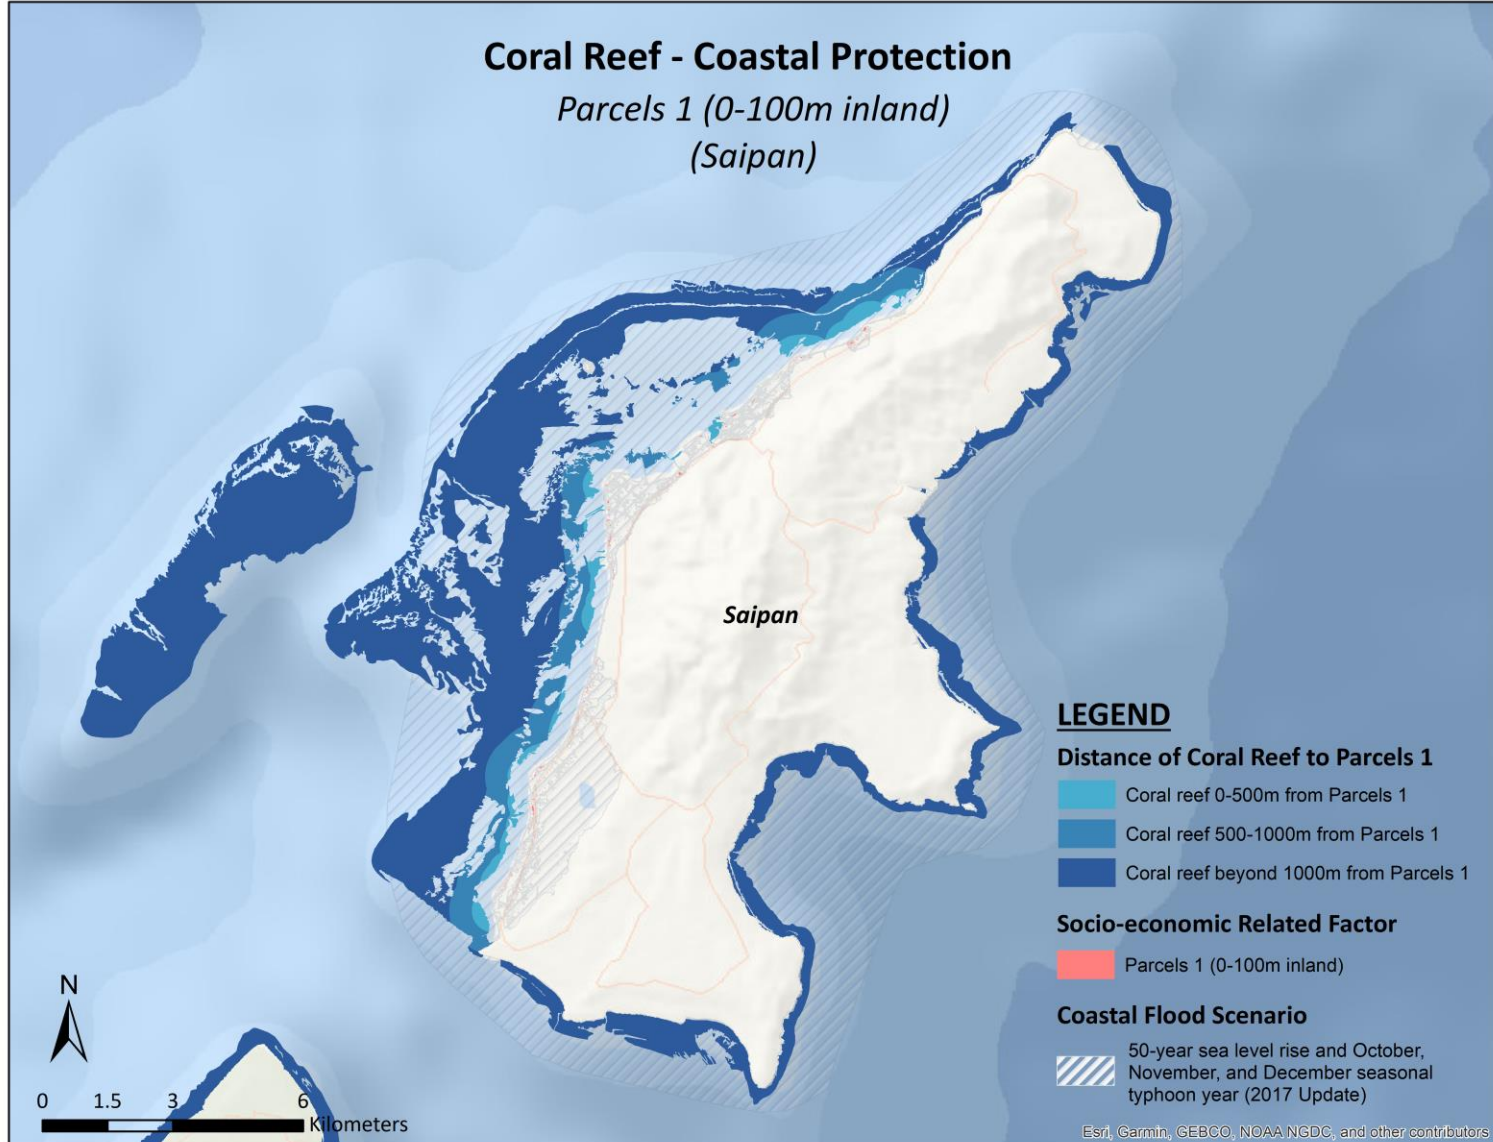 Coral Reef - Coastal Protection
Parcels 1 (0-100m inland)
(Saipan)
Saipan
LEGEND
Distance of Coral Reef to Parcels 1
Coral reef 0-500m from Parcels 1
Coral reef 500-1000m from Parcels 1
Coral reef beyond 1000m from Parcels 1
Socio-economic Related Factor
Parcels 1 (0-100m inland)
Coastal Flood Scenario
50-year sea level rise and October,
November, and December seasonal
typhoon year (2017 Update)
N
0 1.5 3 6
Kilometers
Esri, Garmin, GEBCO, NOAA NGDC, and other contributors